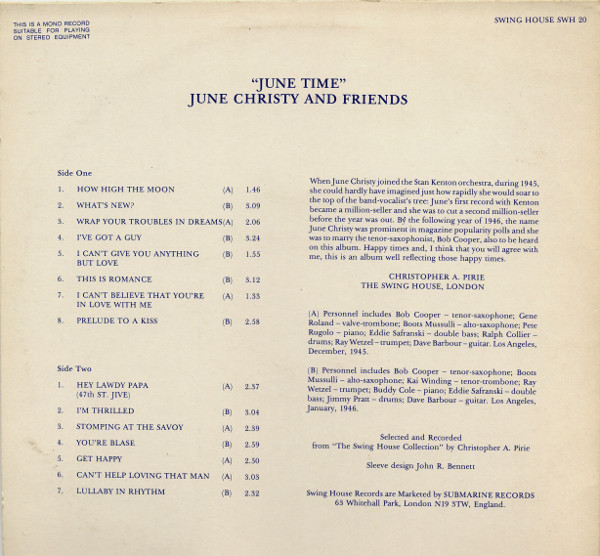 THIS IS A MONO RECORD
SUITABLE FOR PLAYING
ON STEREO EQUIPMENT
SWING HOUSE SWH 20
“JUNE TIME”
JUNE CHRISTY AND FRIENDS
Side One
1. HOW HIGH THE MOON (A) 1.46
2. WHAT'S NEW? (B) 3.09
3. WRAP YOUR TROUBLES IN DREAMS (A) 2.06
4. I'VE GOT A GUY (B) 3.24
5. I CAN'T GIVE YOU ANYTHING (B) 1.55
BUT LOVE
6. THIS IS ROMANCE (B) 3.12
7. I CAN'T BELIEVE THAT YOU'RE (A) 1.33
IN LOVE WITH ME
8. PRELUDE TO A KISS (B) 2.58
Side Two
1. HEY LAWDY PAPA (A) 2.37
(47th ST. JIVE)
2. I'M THRILLED (B) 3.04
3. STOMPING AT THE SAVOY (A) 2.39
4. YOU'RE BLASE (B) 2.59
5. GET HAPPY (A) 2.50
6. CAN'T HELP LOVING THAT MAN (A) 3.03
7. LULLABY IN RHYTHM (B) 2.32
When June Christy joined the Stan Kenton orchestra, during 1945,
she could hardly have imagined just how rapidly she would soar to
the top of the band-vocalist's tree: June's first record with Kenton
became a million-seller and she was to cut a second million-seller
before the year was out. By the following year of 1946, the name
June Christy was prominent in magazine popularity polls and she
was to marry the tenor-saxophonist, Bob Cooper, also to be heard
on this album. Happy times and, I think that you will agree with
me, this is an album well reflecting those happy times.
CHRISTOPHER A. PIRIE
THE SWING HOUSE, LONDON
(A) Personnel includes Bob Cooper – tenor-saxophone; Gene
Roland – valve-trombone; Boots Mussulli – alto-saxophone; Pete
Rugolo – piano; Eddie Safranski – double bass; Ralph Collier –
drums; Ray Wetzel – trumpet; Dave Barbour – guitar. Los Angeles,
December, 1945.
(B) Personnel includes Bob Cooper – tenor-saxophone; Boots
Mussulli – alto-saxophone; Kai Winding – tenor-trombone; Ray
Wetzel – trumpet; Buddy Cole – piano; Eddie Safranski – double
bass; Jimmy Pratt – drums; Dave Barbour – guitar. Los Angeles,
January, 1946.
Selected and Recorded
from “The Swing House Collection” by Christopher A. Pirie
Sleeve design John R. Bennett
Swing House Records are Marketed by SUBMARINE RECORDS
63 Whitehall Park, London N19 3TW, England.